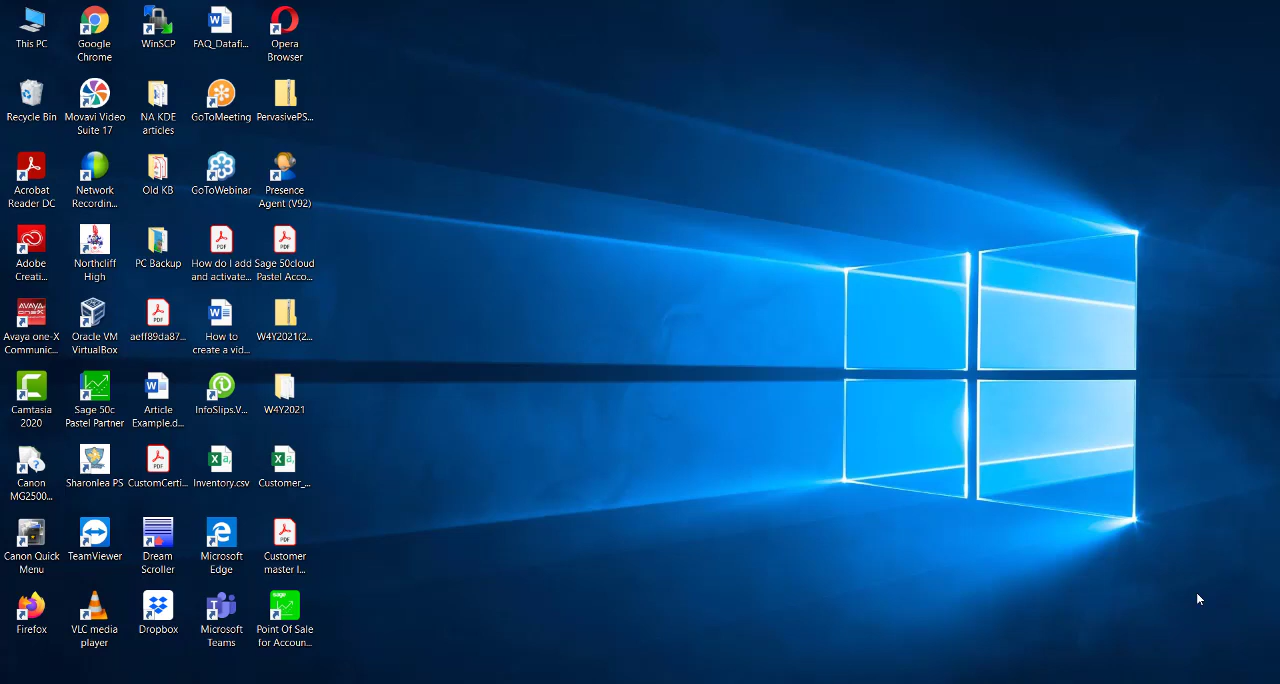 This PC
Google
Chrome
WinSCP
FAQ_Datafi...
Opera
Browser
Recycle Bin
Movavi Video
Suite 17
NA KDE
articles
GoToMeeting
PervasivePS...
Acrobat
Reader DC
Network
Recordin...
Old KB
GoToWebinar
Presence
Agent (V92)
Adobe
Creati...
Northcliff
High
PC Backup
How do I add
and activate...
Sage 50cloud
Pastel Acco...
Avaya one-X
Communic...
Oracle VM
VirtualBox
aeff89da87...
How to
create a vid...
W4Y2021(2...
Camtasia
2020
Sage 50c
Pastel Partner
Article
Example.d...
InfoSlips.V...
W4Y2021
Canon
MG2500...
Sharonlea PS
CustomCerti...
Inventory.csv
Customer_...
Canon Quick
Menu
TeamViewer
Dream
Scroller
Microsoft
Edge
Customer
master l...
Firefox
VLC media
player
Dropbox
Microsoft
Teams
Point Of Sale
for Accoun...